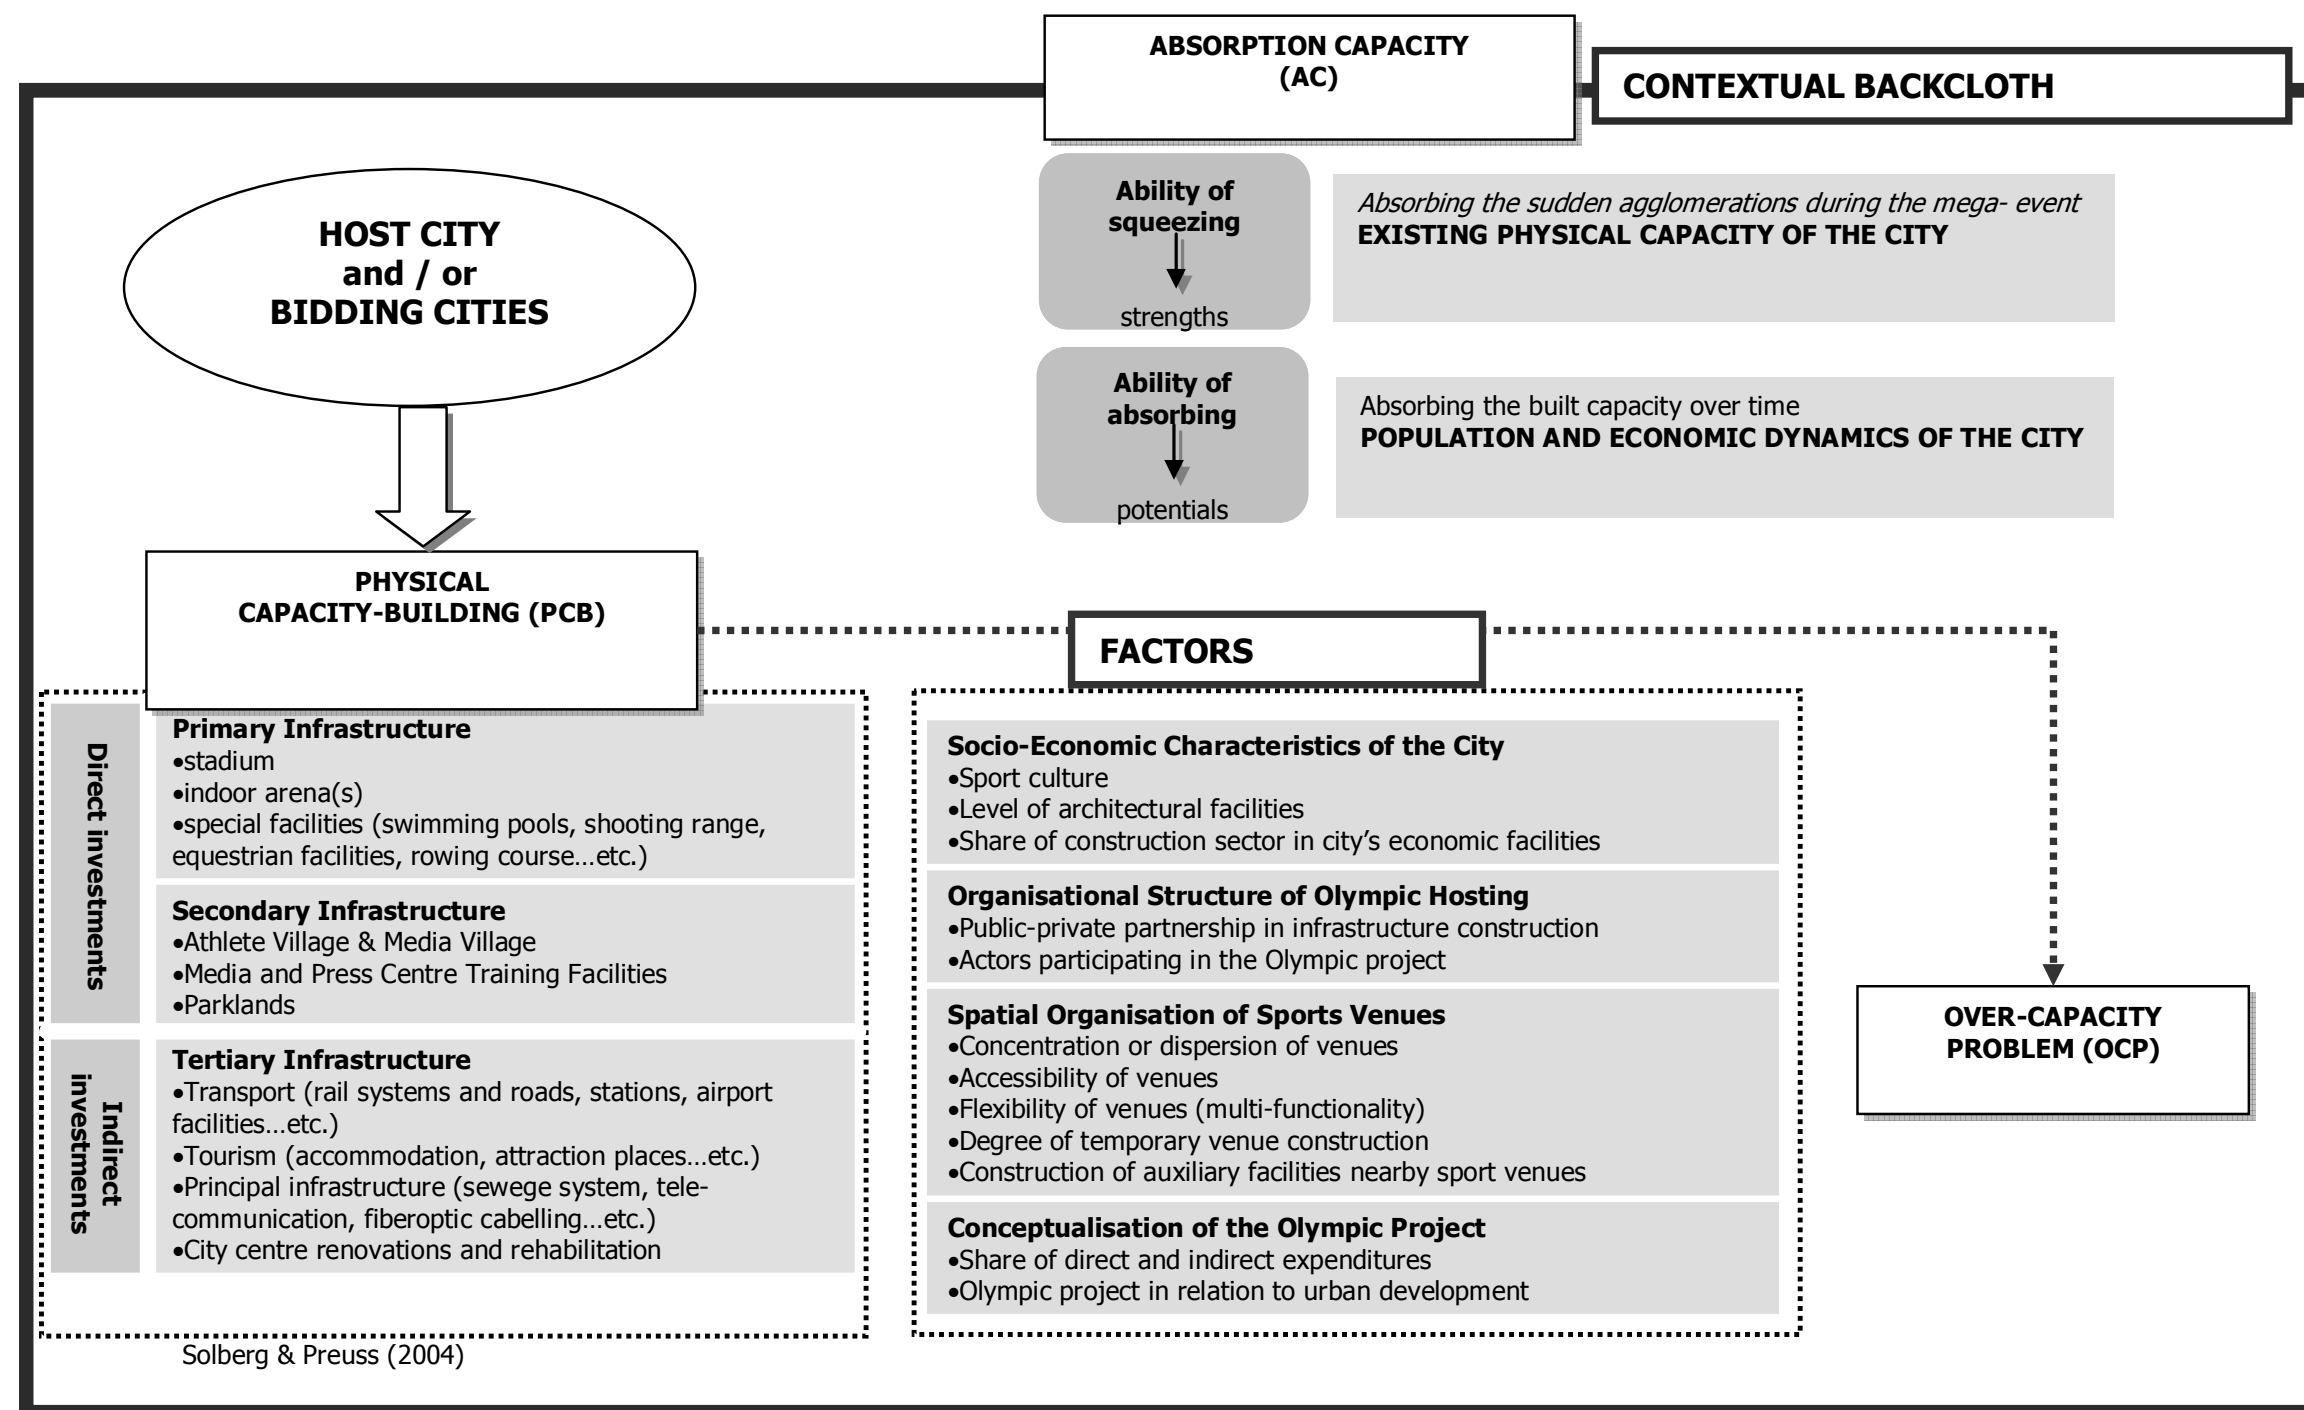 ABSORPTION CAPACITY
(AC)
CONTEXTUAL BACKCLOTH
HOST CITY
and / or
BIDDING CITIES
Ability of
squeezing
strengths
Absorbing the sudden agglomerations during the mega- event
EXISTING PHYSICAL CAPACITY OF THE CITY
Ability of
absorbing
potentials
Absorbing the built capacity over time
POPULATION AND ECONOMIC DYNAMICS OF THE CITY
PHYSICAL
CAPACITY-BUILDING (PCB)
FACTORS
Direct investments
Primary Infrastructure
•stadium
•indoor arena(s)
•special facilities (swimming pools, shooting range,
equestrian facilities, rowing course…etc.)
Secondary Infrastructure
•Athlete Village & Media Village
•Media and Press Centre Training Facilities
•Parklands
Indirect
investments
Tertiary Infrastructure
•Transport (rail systems and roads, stations, airport
facilities…etc.)
•Tourism (accommodation, attraction places…etc.)
•Principal infrastructure (sewege system, tele-
communication, fiberoptic cabelling…etc.)
•City centre renovations and rehabilitation
Solberg & Preuss (2004)
Socio-Economic Characteristics of the City
•Sport culture
•Level of architectural facilities
•Share of construction sector in city’s economic facilities
Organisational Structure of Olympic Hosting
•Public-private partnership in infrastructure construction
•Actors participating in the Olympic project
Spatial Organisation of Sports Venues
•Concentration or dispersion of venues
•Accessibility of venues
•Flexibility of venues (multi-functionality)
•Degree of temporary venue construction
•Construction of auxiliary facilities nearby sport venues
Conceptualisation of the Olympic Project
•Share of direct and indirect expenditures
•Olympic project in relation to urban development
OVER-CAPACITY
PROBLEM (OCP)